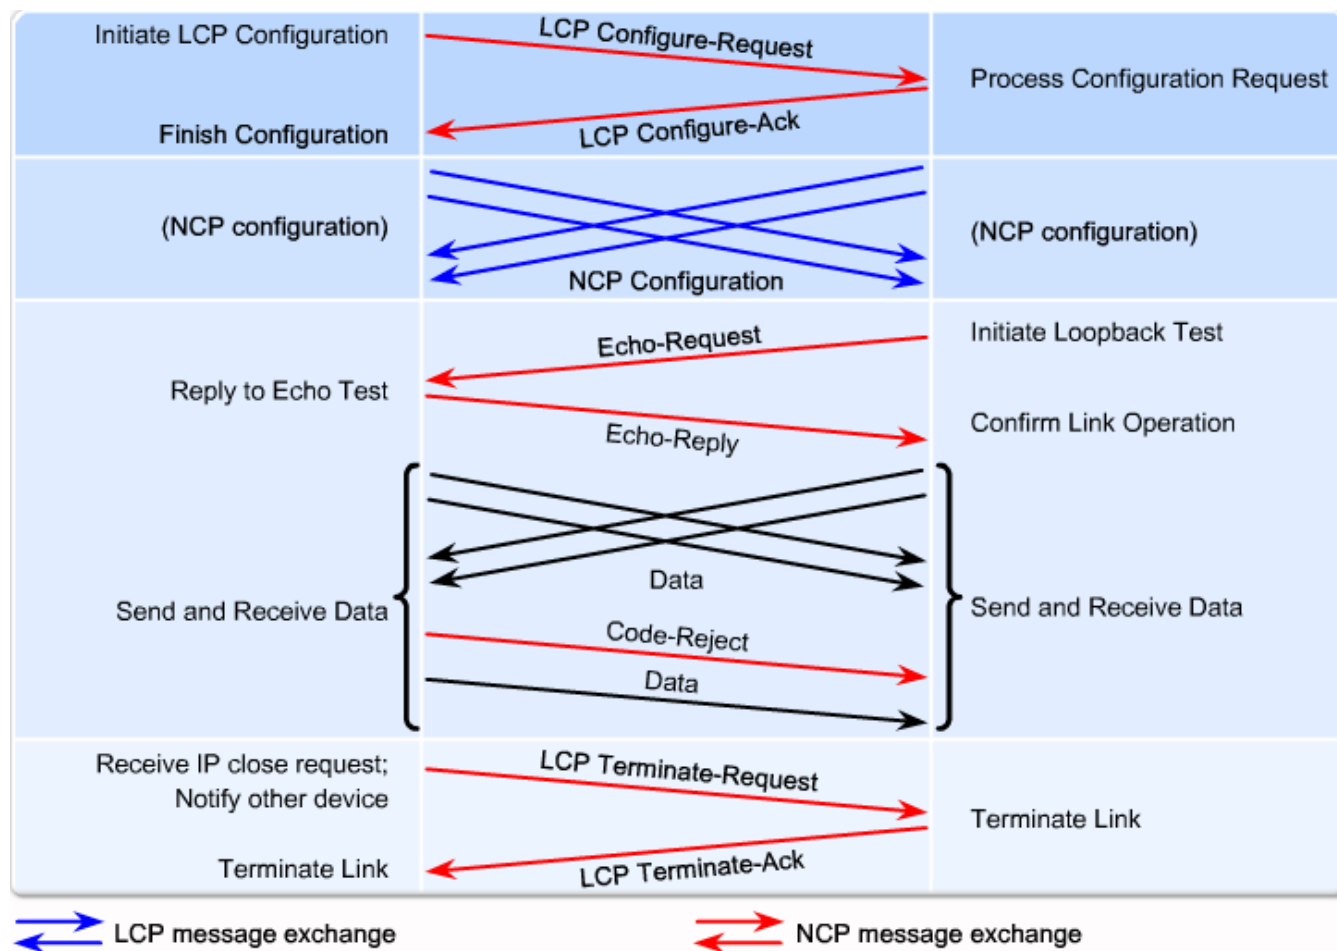 Initiate LCP Configuration
LCP Configure-Request
Process Configuration Request
LCP Configure-Ack
Finish Configuration
(NCP configuration)
(NCP configuration)
NCP Configuration
Echo-Request
Initiate Loopback Test
Reply to Echo Test
Confirm Link Operation
Echo-Reply
Data
Send and Receive Data
Send and Receive Data
Code-Reject
Data
Receive IP close request;
Notify other device
LCP Terminate-Request
Terminate Link
Terminate Link
LCP Terminate-Ack
LCP message exchange
NCP message exchange